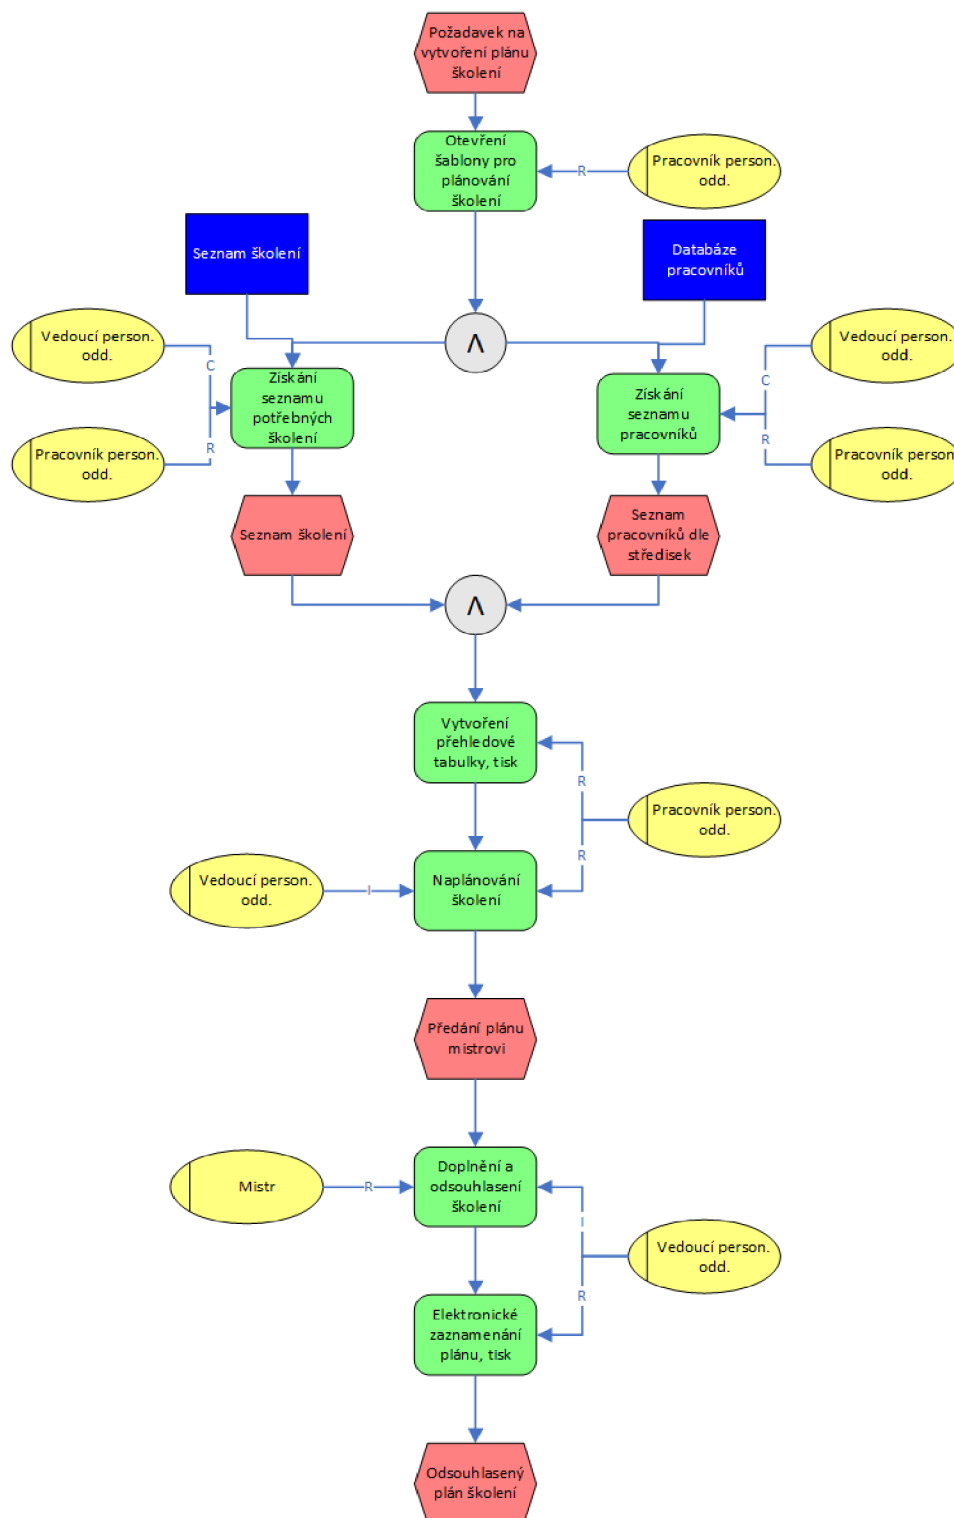 Požadavek na
vytvoření plánu
školení
Otevření
šablony pro
plánování
školení
R
Pracovník person.
odd.
Seznam školení
Databáze
pracovníků
Λ
Vedoucí person.
odd.
C
Získání
seznamu
potřebných
školení
R
Pracovník person.
odd.
Získání
seznamu
pracovníků
Vedoucí person.
odd.
C
R
Pracovník person.
odd.
Seznam školení
Seznam
pracovníků dle
středisek
Λ
Vytvoření
přehledové
tabulky, tisk
R
Pracovník person.
odd.
R
Vedoucí person.
odd.
I
Naplánování
školení
Předání plánu
mistrovi
Mistr
R
Doplnění a
odsouhlasení
školení
I
Vedoucí person.
odd.
R
Elektronické
zaznamenání
plánu, tisk
Odsouhlasený
plán školení